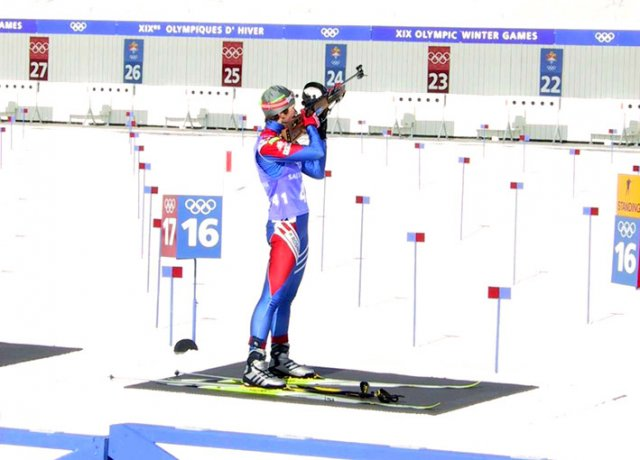 AMES
XIXes OLYMPIQUES D' HIVER
XIX OLYMPIC WINTER GAMES
27
26
25
24
23
22
17
16
STANDING
16
41